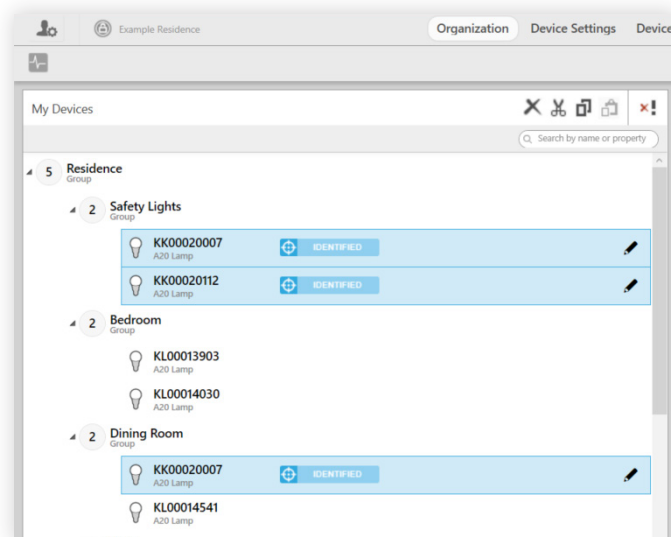 Example Residence
Organization
Device Settings
Device
My Devices
Search by name or property
5 Residence
Group
2 Safety Lights
Group
KK00020007 IDENTIFIED
A20 Lamp
KK00020112 IDENTIFIED
A20 Lamp
2 Bedroom
Group
KL00013903
A20 Lamp
KL00014030
A20 Lamp
2 Dining Room
Group
KK00020007 IDENTIFIED
A20 Lamp
KL00014541
A20 Lamp